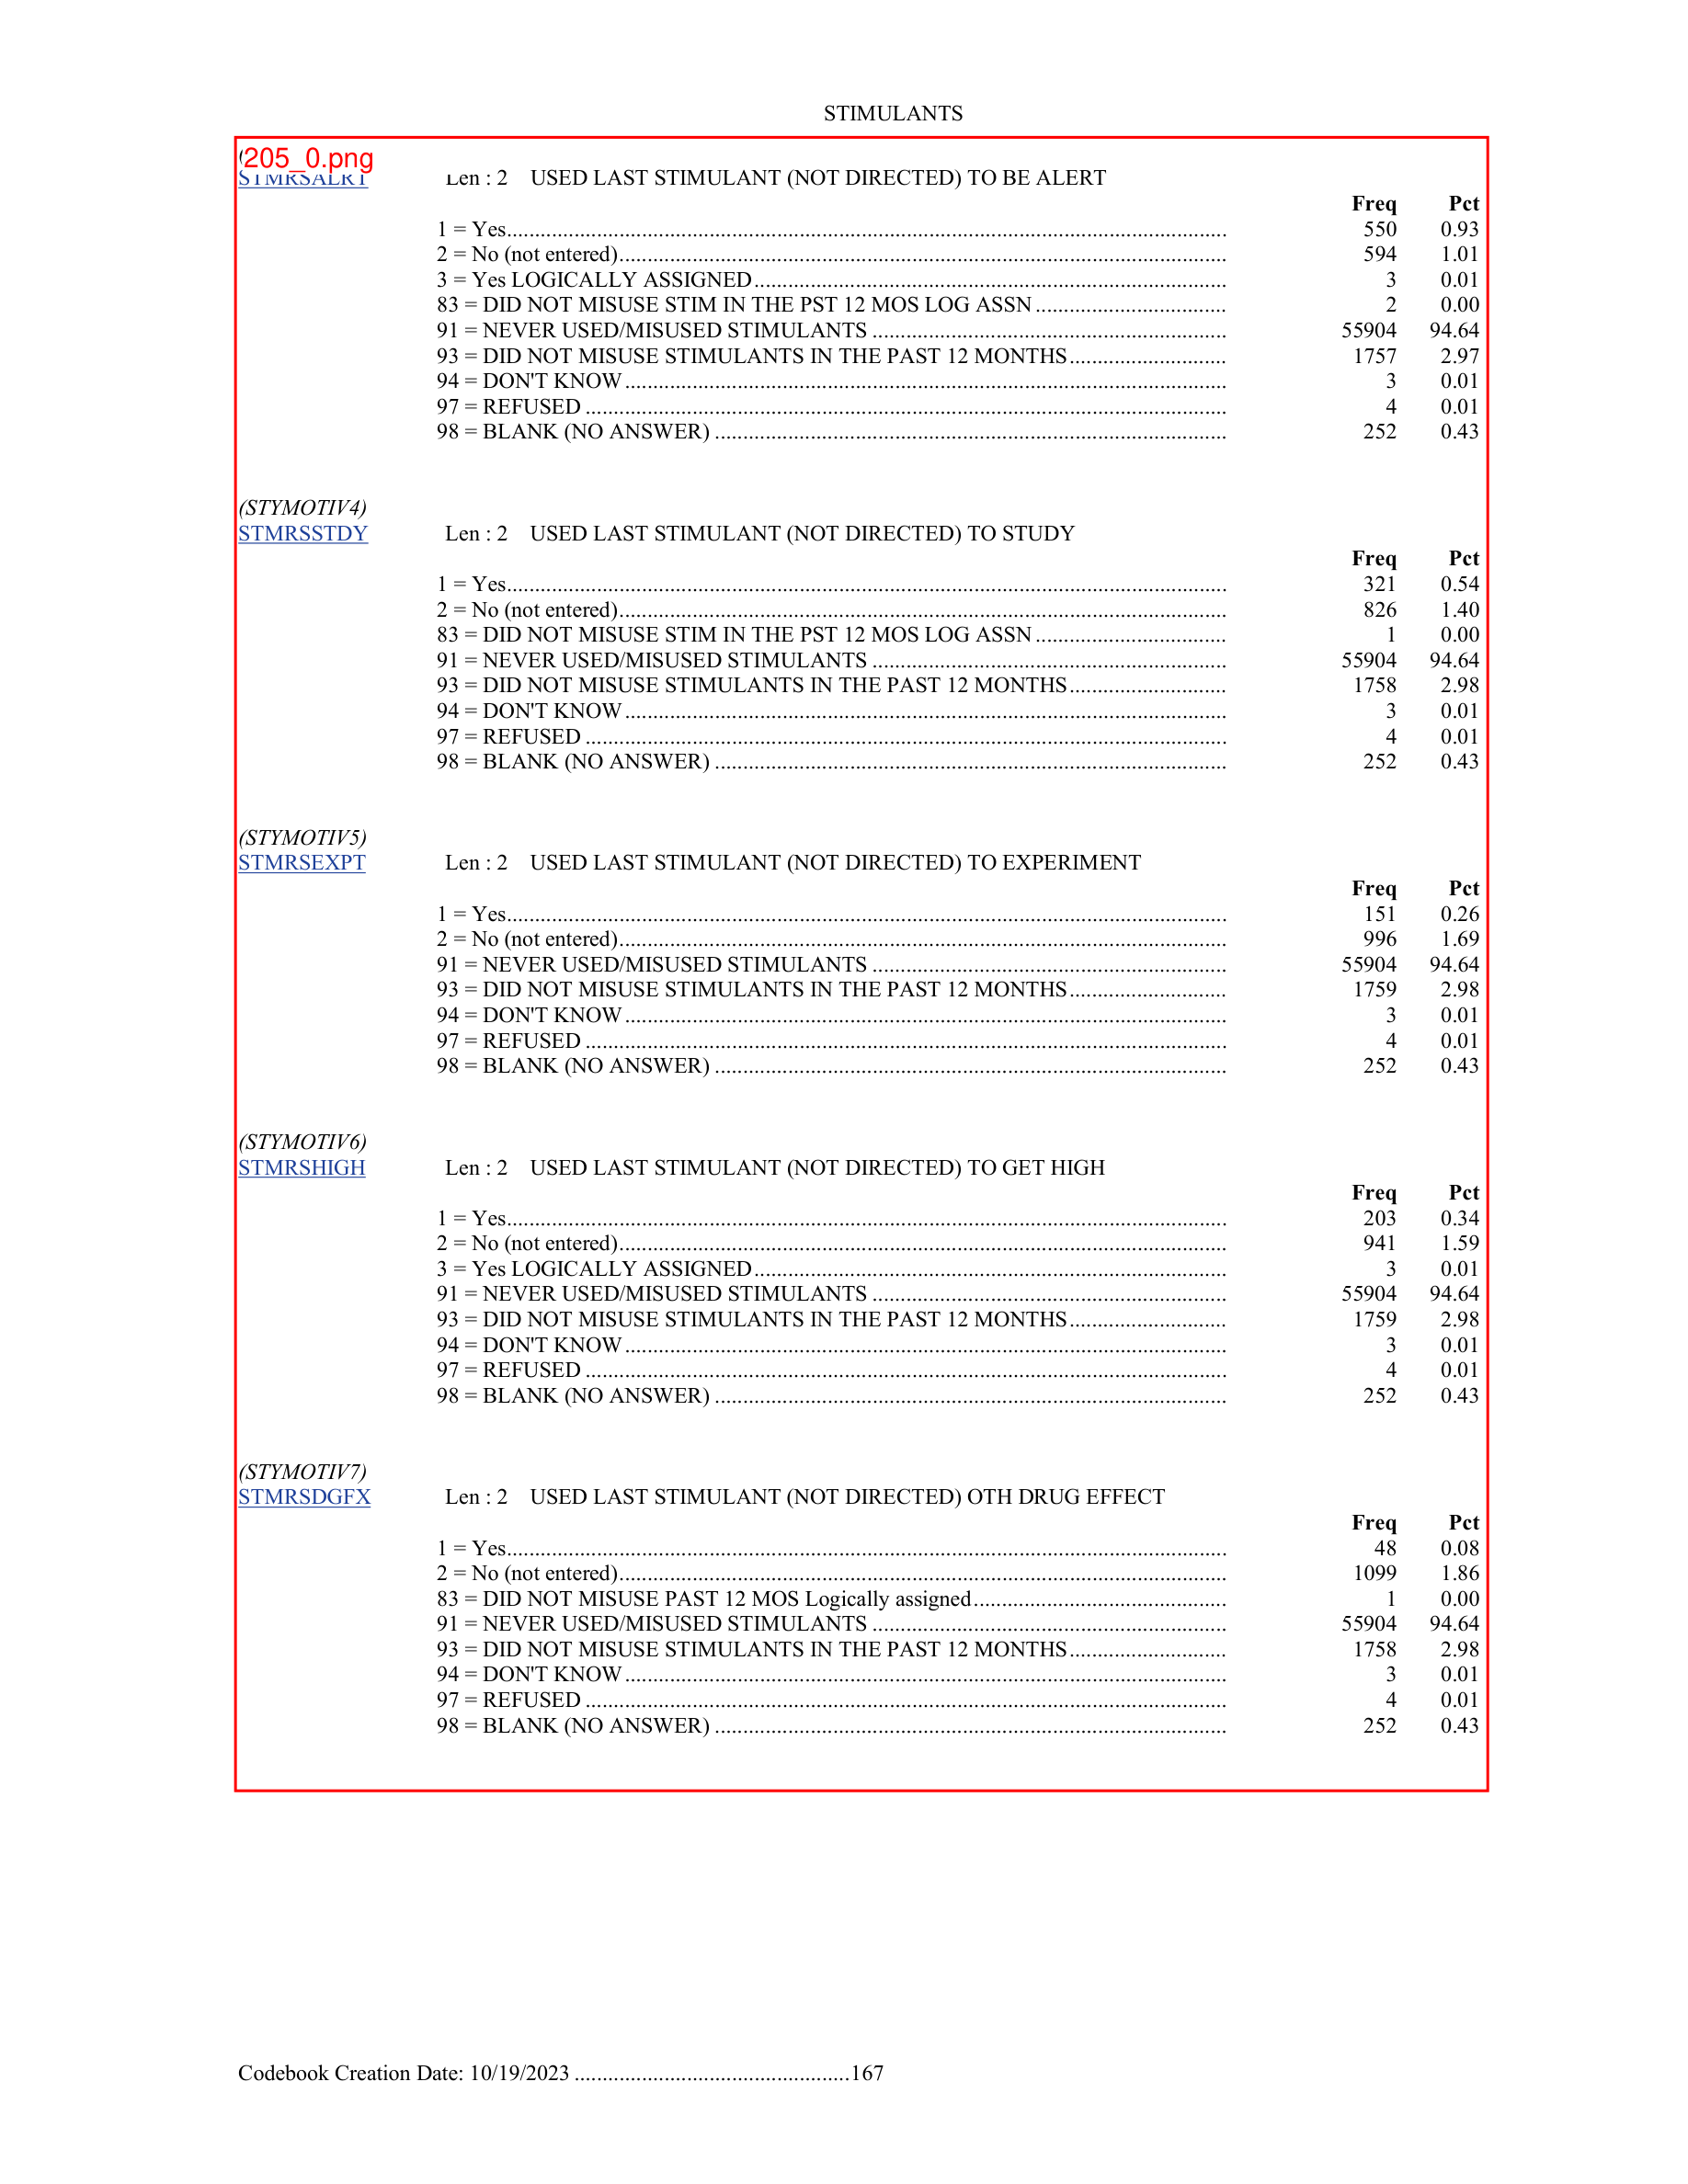 STIMULANTS
205_0.png
STMRSALRT Len : 2 USED LAST STIMULANT (NOT DIRECTED) TO BE ALERT
Freq Pct
1 = Yes 550 0.93
2 = No (not entered) 594 1.01
3 = Yes LOGICALLY ASSIGNED 3 0.01
83 = DID NOT MISUSE STIM IN THE PST 12 MOS LOG ASSN 2 0.00
91 = NEVER USED/MISUSED STIMULANTS 55904 94.64
93 = DID NOT MISUSE STIMULANTS IN THE PAST 12 MONTHS 1757 2.97
94 = DON'T KNOW 3 0.01
97 = REFUSED 4 0.01
98 = BLANK (NO ANSWER) 252 0.43
(STYMOTIV4)
STMRSSTDY Len : 2 USED LAST STIMULANT (NOT DIRECTED) TO STUDY
Freq Pct
1 = Yes 321 0.54
2 = No (not entered) 826 1.40
83 = DID NOT MISUSE STIM IN THE PST 12 MOS LOG ASSN 1 0.00
91 = NEVER USED/MISUSED STIMULANTS 55904 94.64
93 = DID NOT MISUSE STIMULANTS IN THE PAST 12 MONTHS 1758 2.98
94 = DON'T KNOW 3 0.01
97 = REFUSED 4 0.01
98 = BLANK (NO ANSWER) 252 0.43
(STYMOTIV5)
STMRSEXPT Len : 2 USED LAST STIMULANT (NOT DIRECTED) TO EXPERIMENT
Freq Pct
1 = Yes 151 0.26
2 = No (not entered) 996 1.69
91 = NEVER USED/MISUSED STIMULANTS 55904 94.64
93 = DID NOT MISUSE STIMULANTS IN THE PAST 12 MONTHS 1759 2.98
94 = DON'T KNOW 3 0.01
97 = REFUSED 4 0.01
98 = BLANK (NO ANSWER) 252 0.43
(STYMOTIV6)
STMRSHIGH Len : 2 USED LAST STIMULANT (NOT DIRECTED) TO GET HIGH
Freq Pct
1 = Yes 203 0.34
2 = No (not entered) 941 1.59
3 = Yes LOGICALLY ASSIGNED 3 0.01
91 = NEVER USED/MISUSED STIMULANTS 55904 94.64
93 = DID NOT MISUSE STIMULANTS IN THE PAST 12 MONTHS 1759 2.98
94 = DON'T KNOW 3 0.01
97 = REFUSED 4 0.01
98 = BLANK (NO ANSWER) 252 0.43
(STYMOTIV7)
STMRSDGFX Len : 2 USED LAST STIMULANT (NOT DIRECTED) OTH DRUG EFFECT
Freq Pct
1 = Yes 48 0.08
2 = No (not entered) 1099 1.86
83 = DID NOT MISUSE PAST 12 MOS Logically assigned 1 0.00
91 = NEVER USED/MISUSED STIMULANTS 55904 94.64
93 = DID NOT MISUSE STIMULANTS IN THE PAST 12 MONTHS 1758 2.98
94 = DON'T KNOW 3 0.01
97 = REFUSED 4 0.01
98 = BLANK (NO ANSWER) 252 0.43
Codebook Creation Date: 10/19/2023 .................................................167